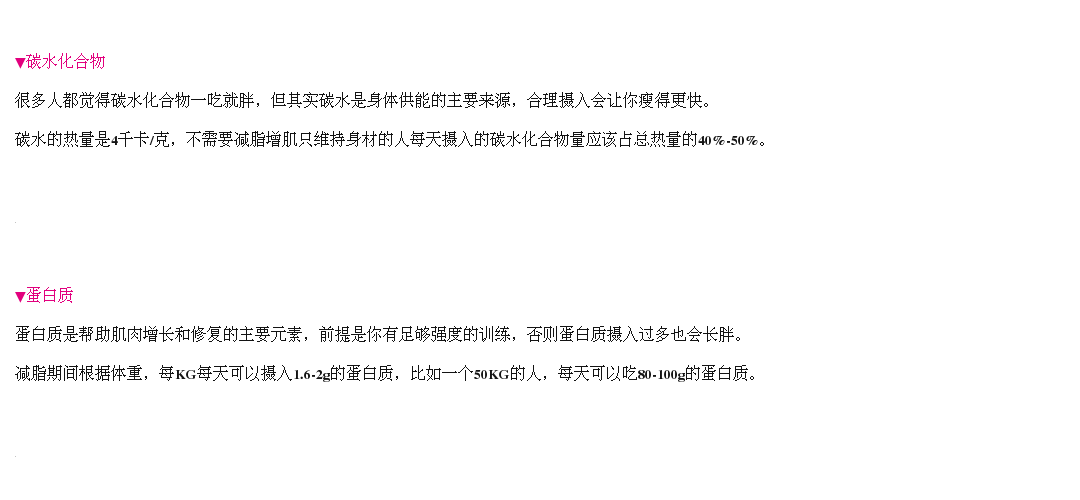 ▼碳水化合物
很多人都觉得碳水化合物一吃就胖，但其实碳水是身体供能的主要来源，合理摄入会让你瘦得更快。
碳水的热量是4千卡/克，不需要减脂增肌只维持身材的人每天摄入的碳水化合物量应该占总热量的40%-50%。
▼蛋白质
蛋白质是帮助肌肉增长和修复的主要元素，前提是你有足够强度的训练，否则蛋白质摄入过多也会长胖。
减脂期间根据体重，每KG每天可以摄入1.6-2g的蛋白质，比如一个50KG的人，每天可以吃80-100g的蛋白质。